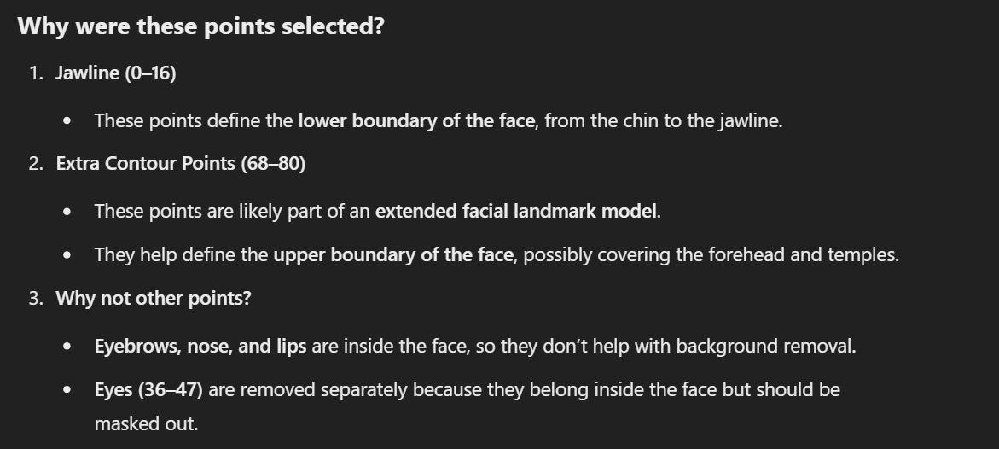 Why were these points selected?
1. Jawline (0–16)
• These points define the lower boundary of the face, from the chin to the jawline.
2. Extra Contour Points (68–80)
• These points are likely part of an extended facial landmark model.
• They help define the upper boundary of the face, possibly covering the forehead and temples.
3. Why not other points?
• Eyebrows, nose, and lips are inside the face, so they don’t help with background removal.
• Eyes (36–47) are removed separately because they belong inside the face but should be
masked out.